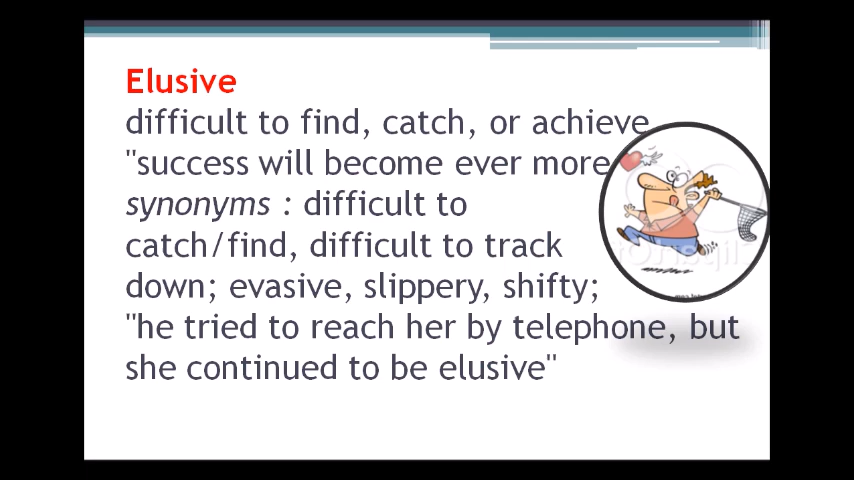 Elusive
difficult to find, catch, or achieve
"success will become ever more
synonyms : difficult to
catch/find, difficult to track
down; evasive, slippery, shifty;
"he tried to reach her by telephone, but
she continued to be elusive"